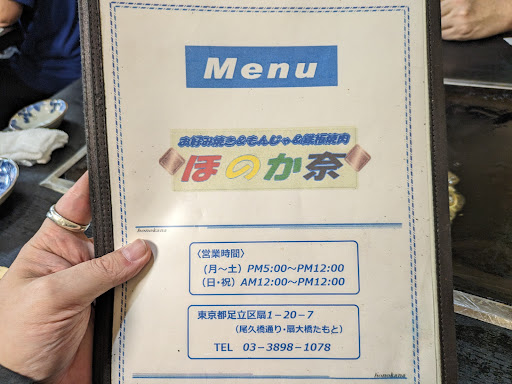 Menu
お好み焼き&もんじゃ&鉄板焼肉
ほのか奈
honokana
〈営業時間〉
（月～土）PM5:00～PM12:00
（日・祝）AM12:00～PM12:00
東京都足立区扇1－20－7
（尾久橋通り・扇大橋たもと）
TEL 03－3898－1078
honokana